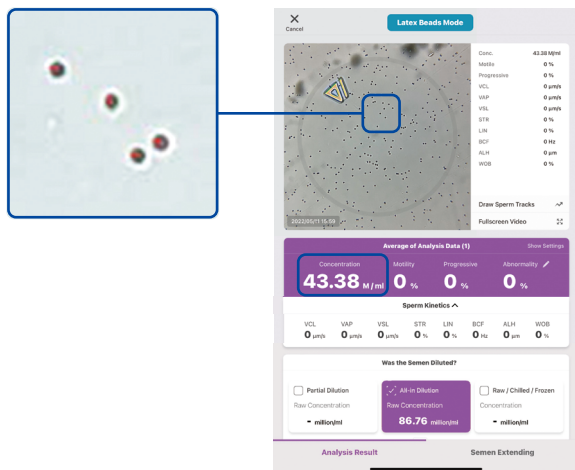 Cancel
Latex Beads Mode
Conc. 43.38 M/ml
Motile 0 %
Progressive 0 %
VCL 0 μm/s
VAP 0 μm/s
VSL 0 μm/s
STR 0 %
LIN 0 %
BCF 0 Hz
ALH 0 μm
WOB 0 %
Draw Sperm Tracks
Fullscreen Video
2022/05/11 15:59
Average of Analysis Data (1) Show Settings
Concentration Motility Progressive Abnormality
43.38 M / ml 0 % 0 % 0 %
Sperm Kinetics
VCL VAP VSL STR LIN BCF ALH WOB
0 μm/s 0 μm/s 0 μm/s 0 % 0 % 0 Hz 0 μm 0 %
Was the Semen Diluted?
Partial Dilution All-in Dilution Raw / Chilled / Frozen
Raw Concentration Raw Concentration Concentration
- million/ml 86.76 million/ml - million/ml
Analysis Result Semen Extending